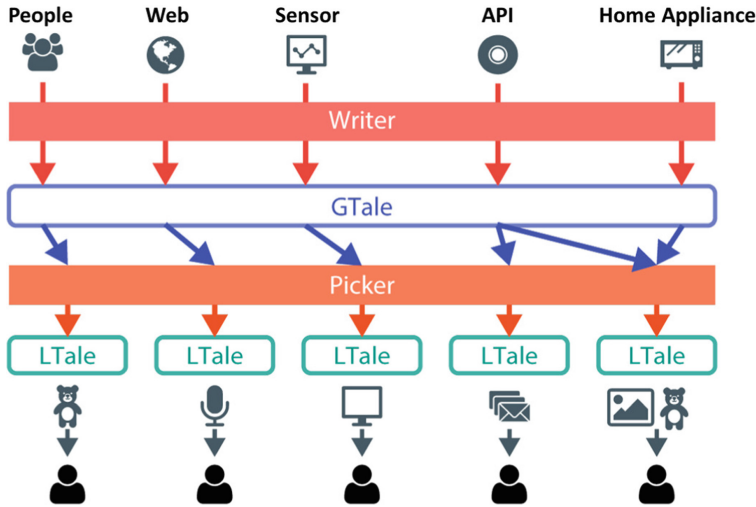 People Web Sensor API Home Appliance
Writer
GTale
Picker
LTale LTale LTale LTale LTale